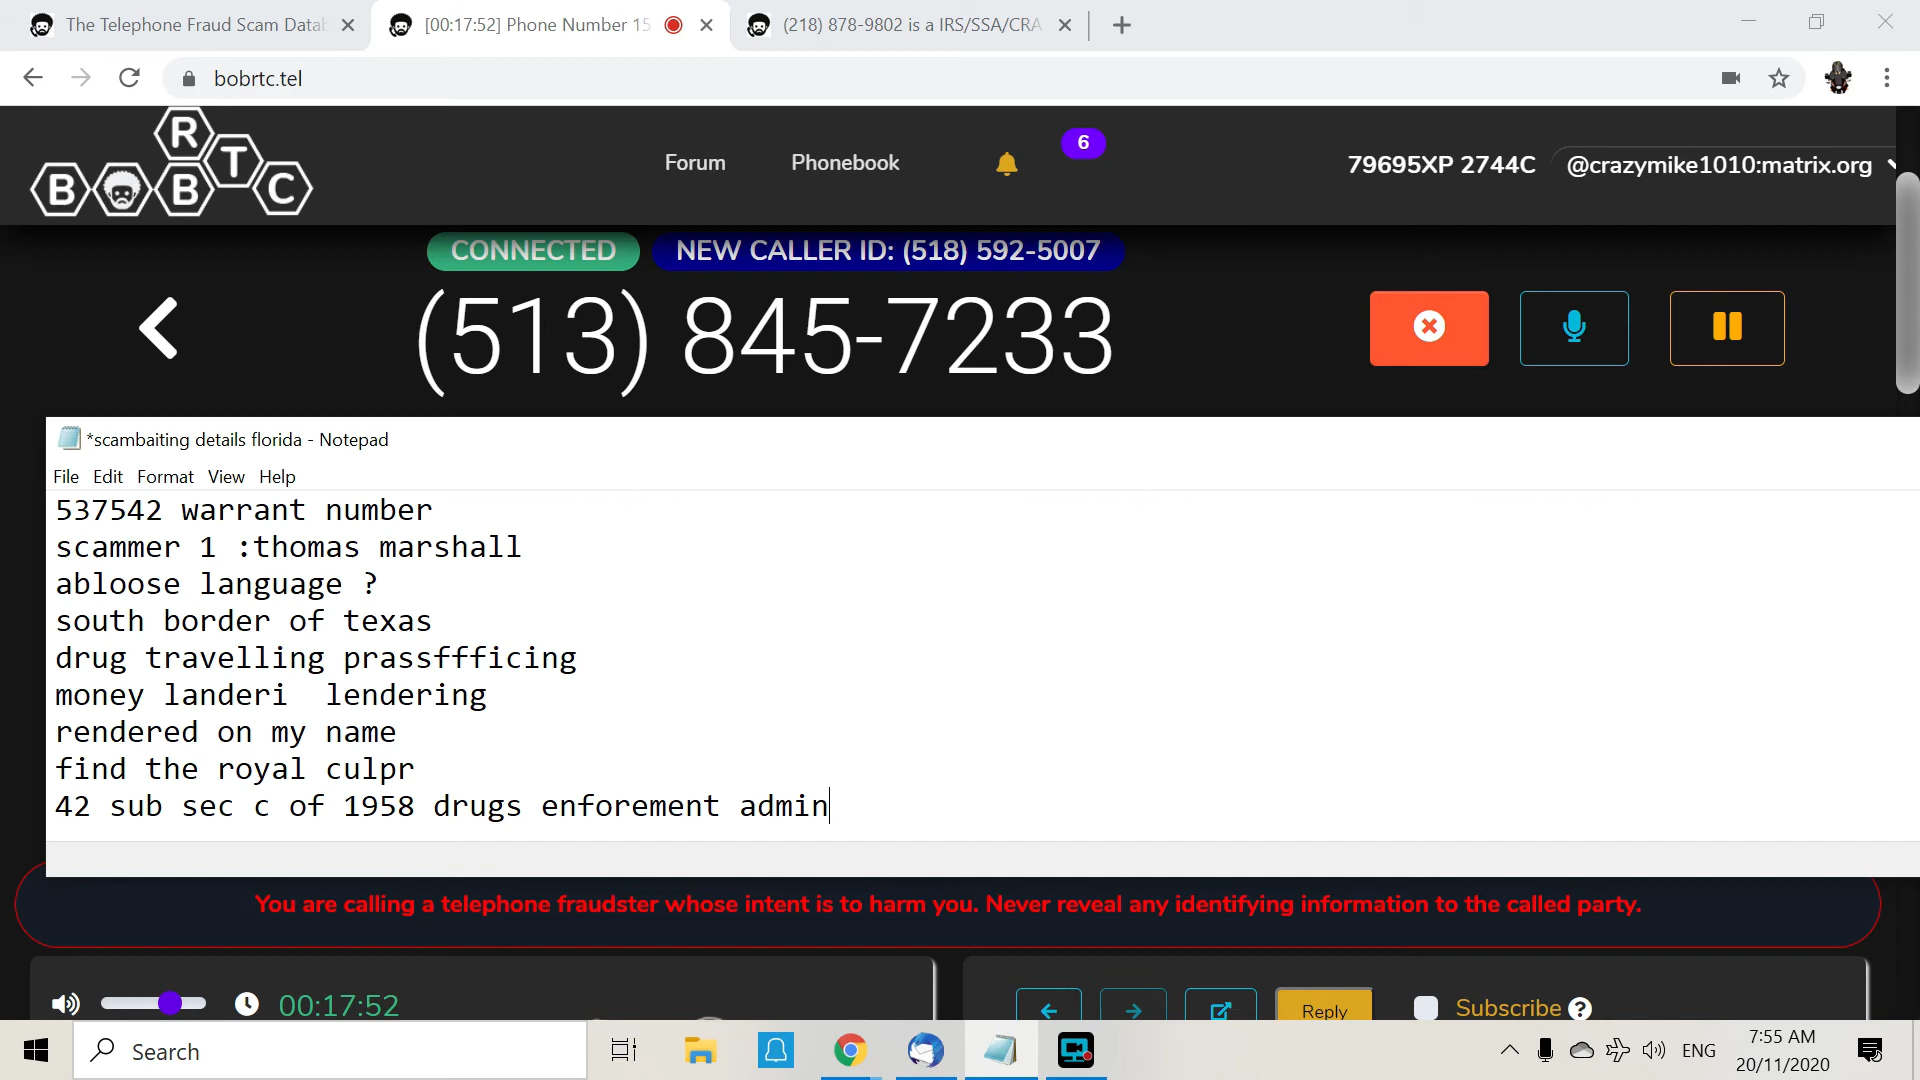 The Telephone Fraud Scam Datab
[00:17:52] Phone Number 15
(218) 878-9802 is a IRS/SSA/CRA
bobrtc.tel
BOB RTC
Forum
Phonebook
6
79695XP 2744C
@crazymike1010:matrix.org
CONNECTED
NEW CALLER ID: (518) 592-5007
(513) 845-7233
*scambaiting details florida - Notepad
File Edit Format View Help
537542 warrant number
scammer 1 :thomas marshall
abloose language ?
south border of texas
drug travelling prassffficing
money landeri  lendering
rendered on my name
find the royal culpr
42 sub sec c of 1958 drugs enforement admin
You are calling a telephone fraudster whose intent is to harm you. Never reveal any identifying information to the called party.
00:17:52
Reply
Subscribe
Search
ENG
7:55 AM
20/11/2020